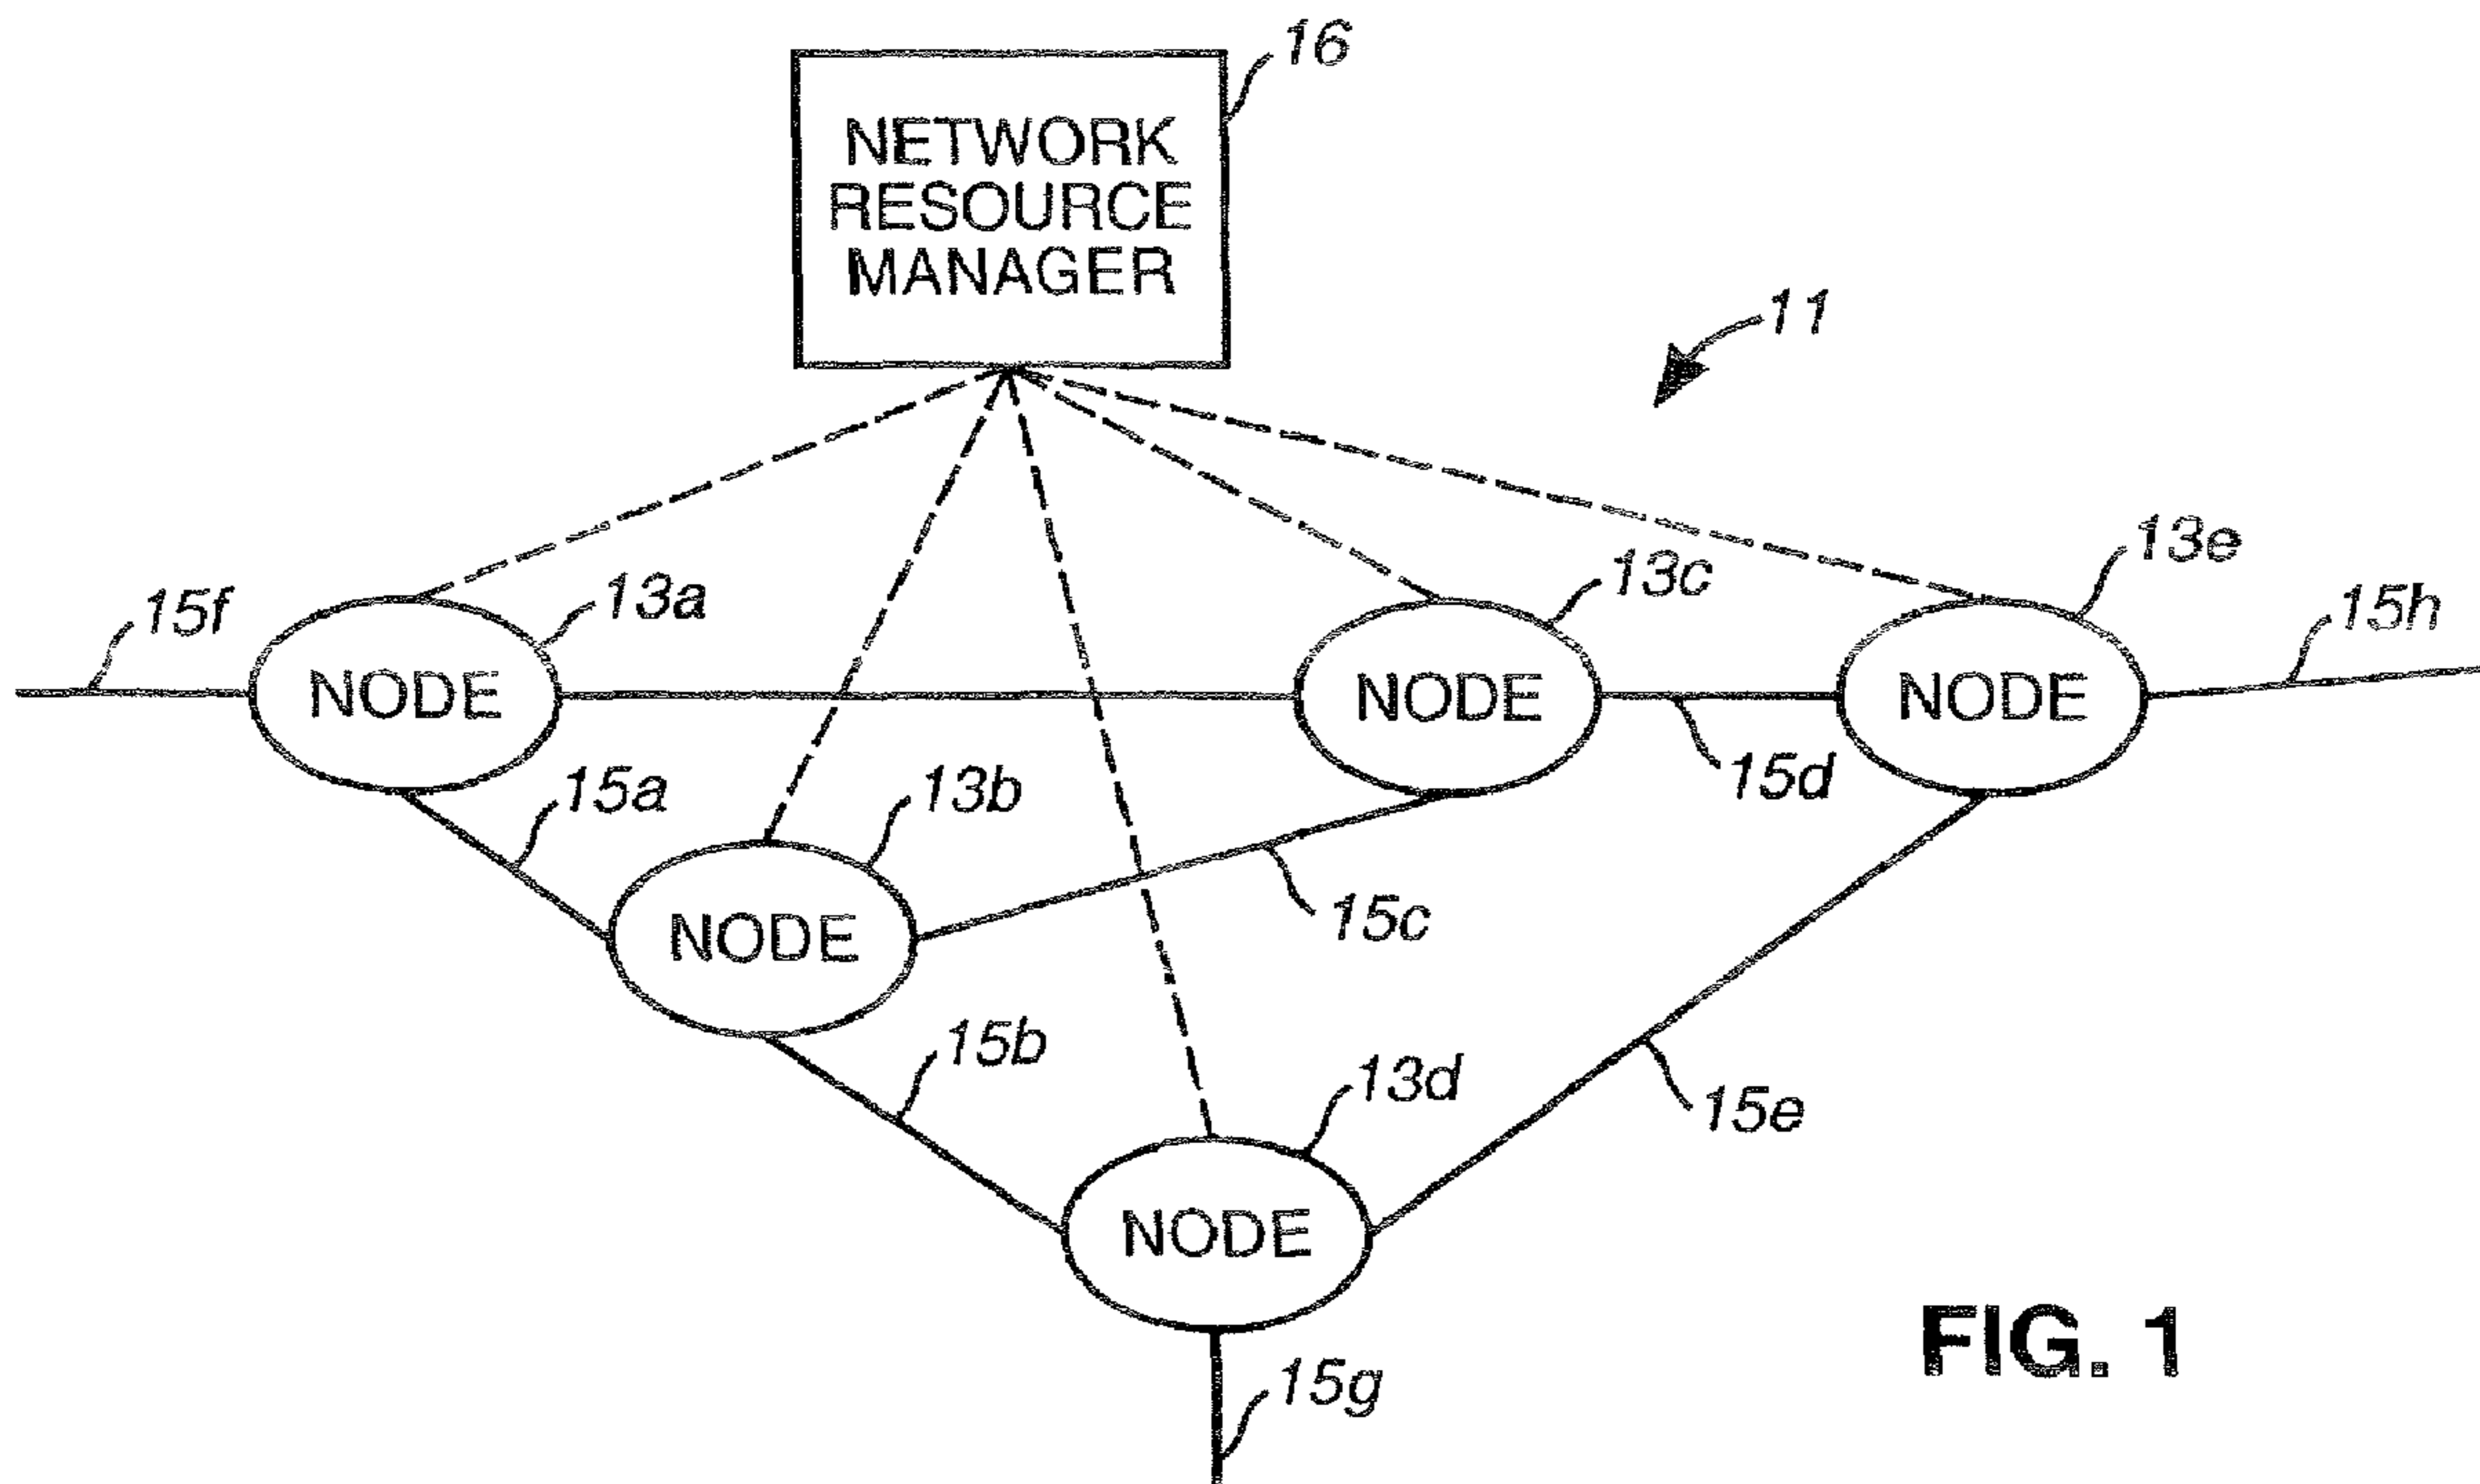 16
NETWORK
RESOURCE
MANAGER
11
13e
13c
15h
13a
15f
NODE
NODE
NODE
15d
15a
13b
15c
NODE
15b
13d
15e
NODE
FIG. 1
15g